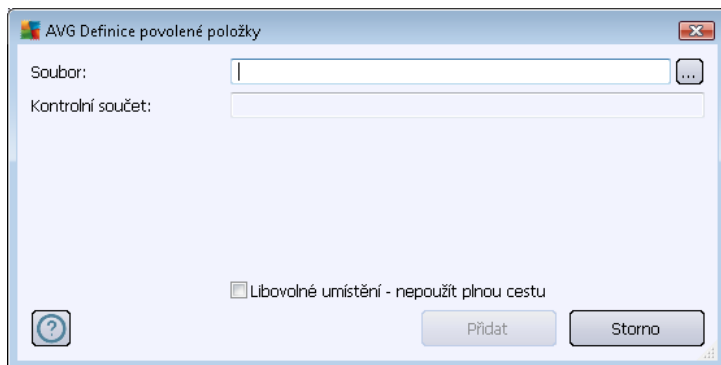 AVG Definice povolené položky
Soubor:
...
Kontrolní součet:
Libovolné umístění - nepoužít plnou cestu
?
Přidat
Storno